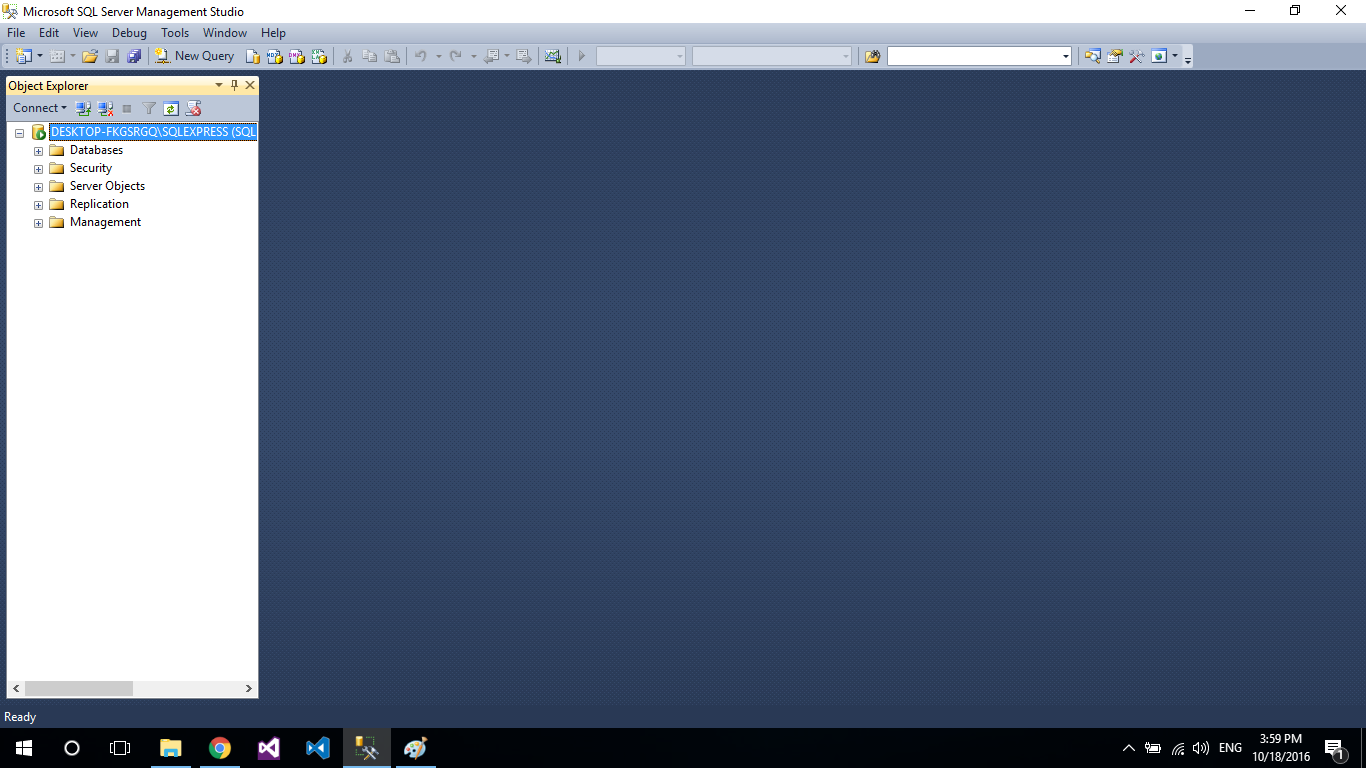 Microsoft SQL Server Management Studio
File Edit View Debug Tools Window Help
New Query
Object Explorer
Connect
DESKTOP-FKGSRGQ\SQLEXPRESS (SQL
Databases
Security
Server Objects
Replication
Management
Ready
ENG
3:59 PM
10/18/2016
1